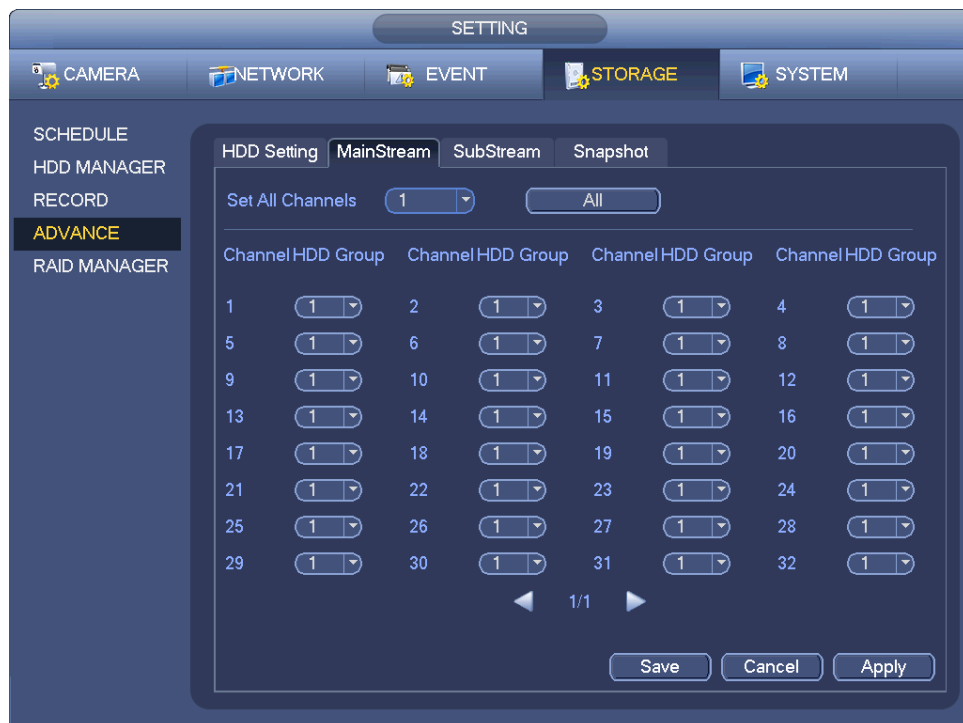 SETTING
CAMERA NETWORK EVENT STORAGE SYSTEM
SCHEDULE
HDD MANAGER
RECORD
ADVANCE
RAID MANAGER
HDD Setting MainStream SubStream Snapshot
Set All Channels 1 All
Channel HDD Group Channel HDD Group Channel HDD Group Channel HDD Group
1 1 2 1 3 1 4 1
5 1 6 1 7 1 8 1
9 1 10 1 11 1 12 1
13 1 14 1 15 1 16 1
17 1 18 1 19 1 20 1
21 1 22 1 23 1 24 1
25 1 26 1 27 1 28 1
29 1 30 1 31 1 32 1
1/1
Save Cancel Apply